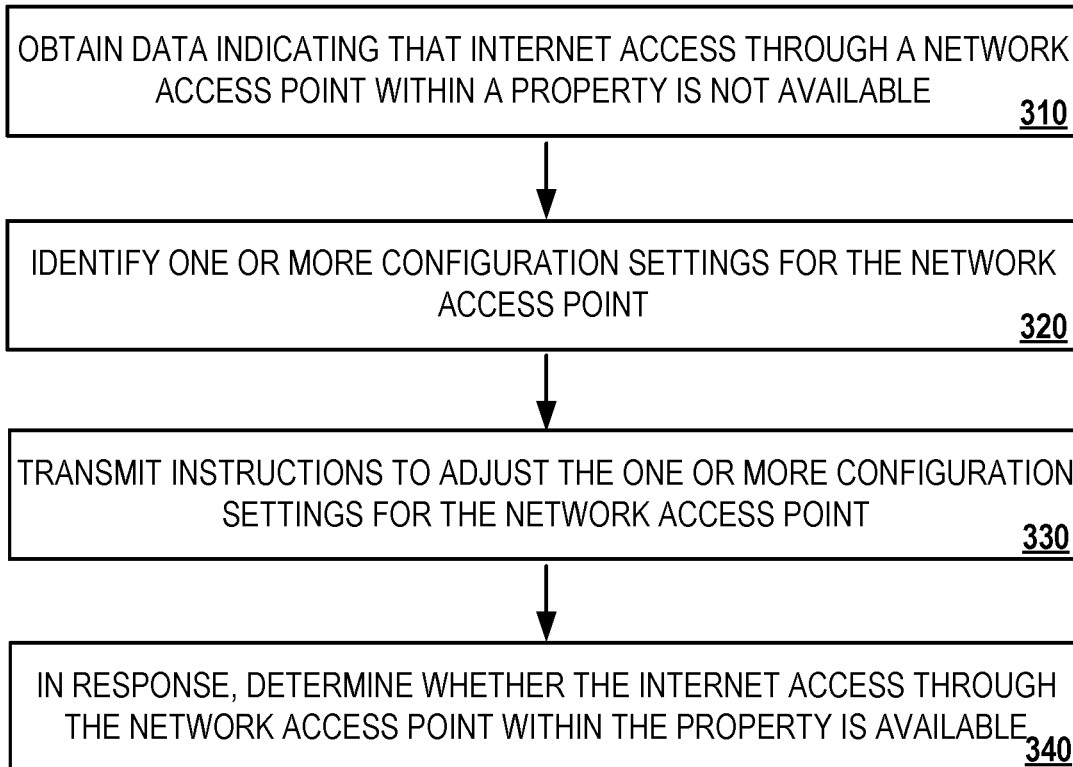 OBTAIN DATA INDICATING THAT INTERNET ACCESS THROUGH A NETWORK
ACCESS POINT WITHIN A PROPERTY IS NOT AVAILABLE
310
IDENTIFY ONE OR MORE CONFIGURATION SETTINGS FOR THE NETWORK
ACCESS POINT
320
TRANSMIT INSTRUCTIONS TO ADJUST THE ONE OR MORE CONFIGURATION
SETTINGS FOR THE NETWORK ACCESS POINT
330
IN RESPONSE, DETERMINE WHETHER THE INTERNET ACCESS THROUGH
THE NETWORK ACCESS POINT WITHIN THE PROPERTY IS AVAILABLE
340